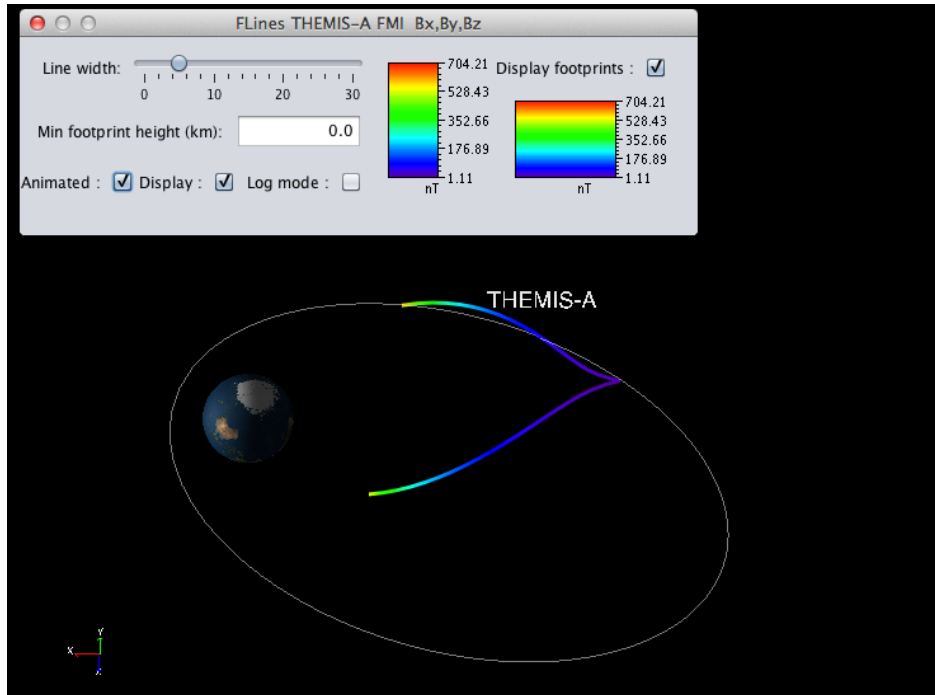 FLines THEMIS-A FMI Bx,By,Bz
Line width:
0 10 20 30
Min footprint height (km): 0.0
Animated : Display : Log mode :
704.21
528.43
352.66
176.89
1.11
nT
Display footprints :
704.21
528.43
352.66
176.89
1.11
nT
THEMIS-A
Y
X